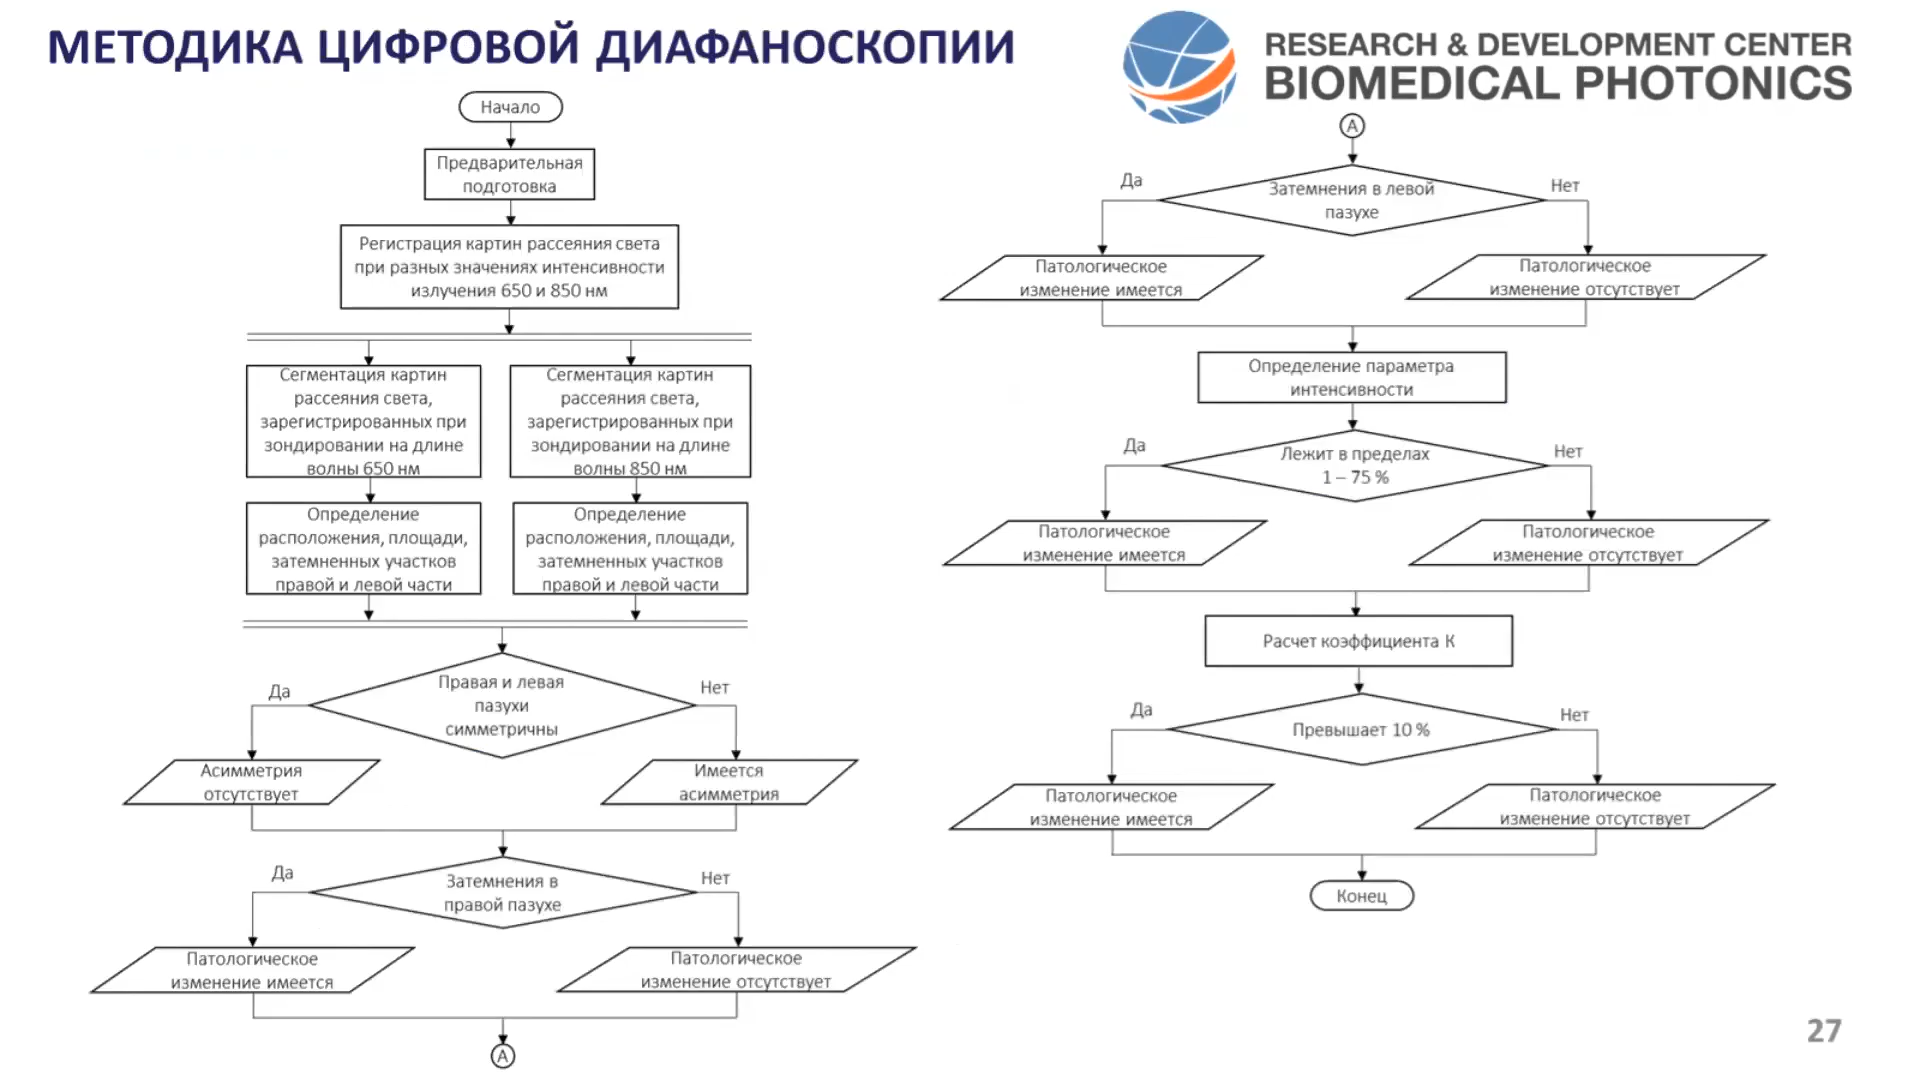 МЕТОДИКА ЦИФРОВОЙ ДИАФАНОСКОПИИ
RESEARCH & DEVELOPMENT CENTER
BIOMEDICAL PHOTONICS
Начало
Предварительная
подготовка
Регистрация картин рассеяния света
при разных значениях интенсивности
излучения 650 и 850 нм
Сегментация картин
рассеяния света,
зарегистрированных при
зондировании на длине
волны 650 нм
Сегментация картин
рассеяния света,
зарегистрированных при
зондировании на длине
волны 850 нм
Определение
расположения, площади,
затемненных участков
правой и левой части
Определение
расположения, площади,
затемненных участков
правой и левой части
Да
Правая и левая
пазухи
симметричны
Нет
Асимметрия
отсутствует
Имеется
асимметрия
Да
Затемнения в
правой пазухе
Нет
Патологическое
изменение имеется
Патологическое
изменение отсутствует
А
А
Да
Затемнения в левой
пазухе
Нет
Патологическое
изменение имеется
Патологическое
изменение отсутствует
Определение параметра
интенсивности
Да
Лежит в пределах
1 – 75 %
Нет
Патологическое
изменение имеется
Патологическое
изменение отсутствует
Расчет коэффициента К
Да
Превышает 10 %
Нет
Патологическое
изменение имеется
Патологическое
изменение отсутствует
Конец
27